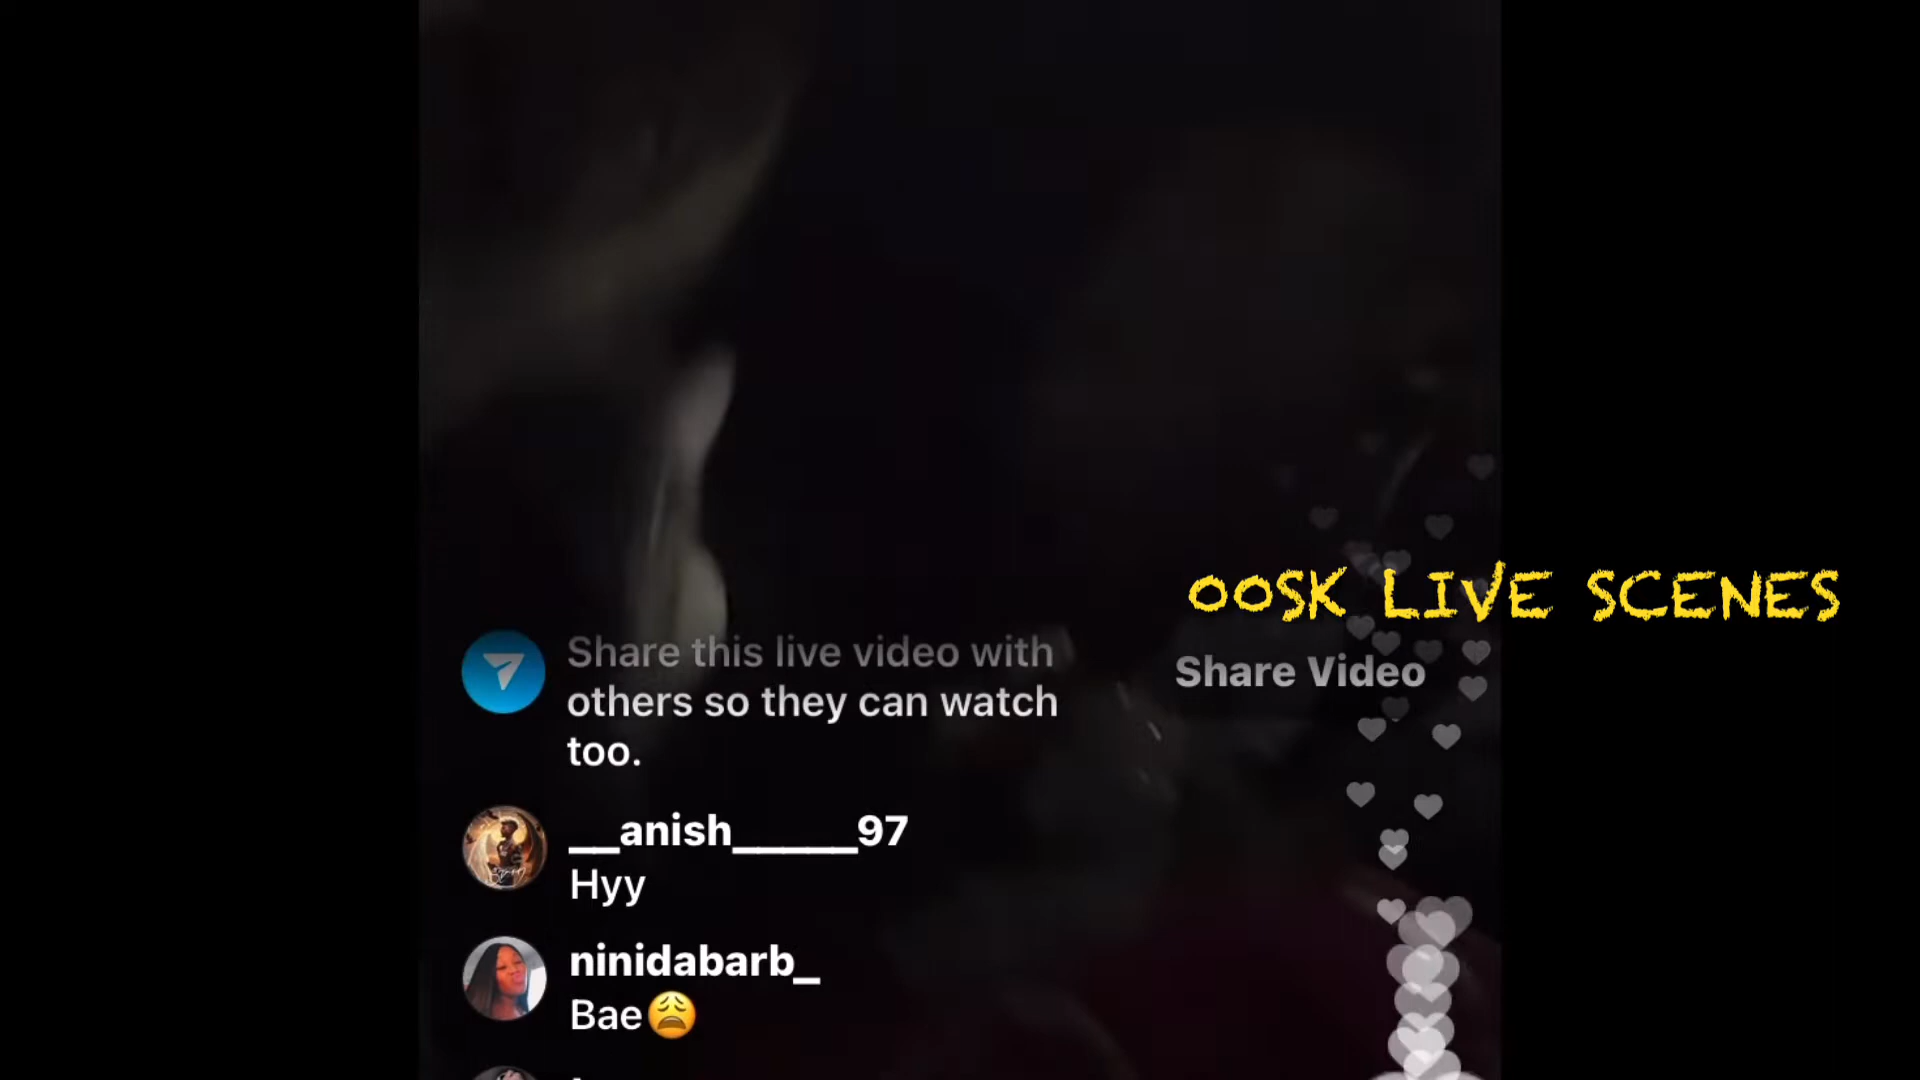 OOSK LIVE SCENES
Share this live video with
others so they can watch
too.
Share Video
__anish_____97
Hyy
ninidabarb_
Bae😩